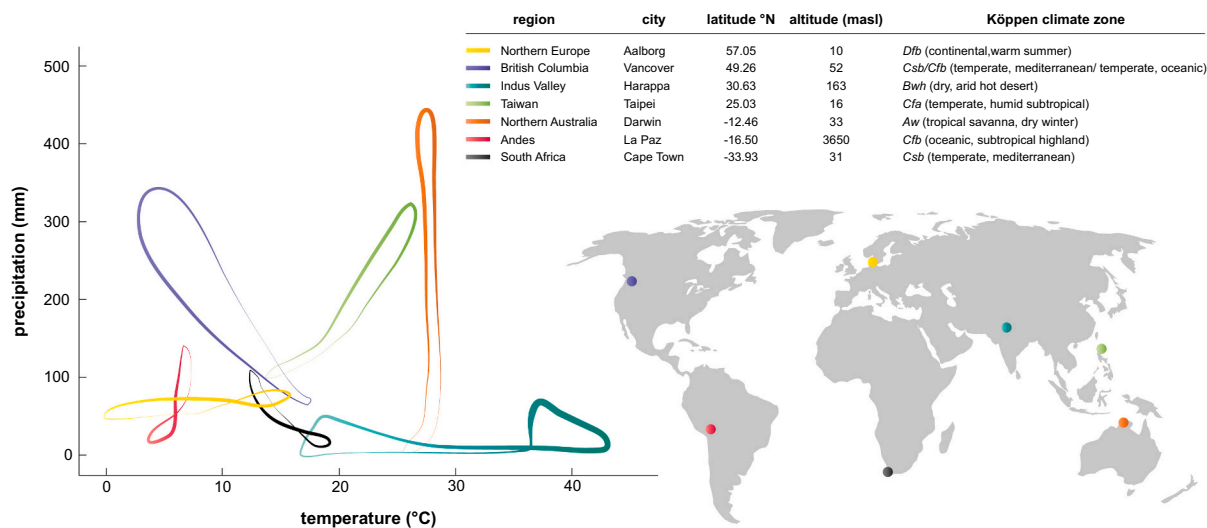 region city latitude °N altitude (masl) Köppen climate zone
Northern Europe Aalborg 57.05 10 Dfb (continental,warm summer)
British Columbia Vancover 49.26 52 Csb/Cfb (temperate, mediterranean/ temperate, oceanic)
Indus Valley Harappa 30.63 163 Bwh (dry, arid hot desert)
Taiwan Taipei 25.03 16 Cfa (temperate, humid subtropical)
Northern Australia Darwin -12.46 33 Aw (tropical savanna, dry winter)
Andes La Paz -16.50 3650 Cfb (oceanic, subtropical highland)
South Africa Cape Town -33.93 31 Csb (temperate, mediterranean)
precipitation (mm)
500
400
300
200
100
0
0 10 20 30 40
temperature (°C)